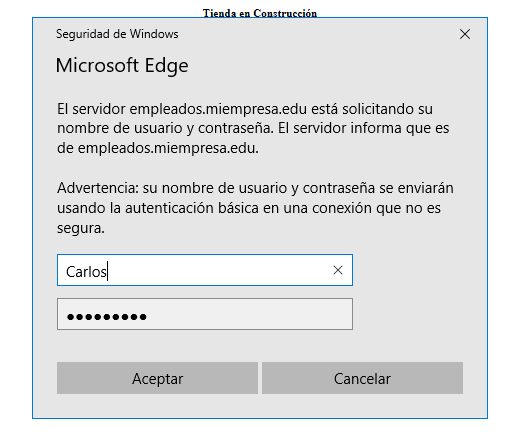 Tienda en Construcción
Seguridad de Windows
Microsoft Edge
El servidor empleados.miempresa.edu está solicitando su
nombre de usuario y contraseña. El servidor informa que es
de empleados.miempresa.edu.
Advertencia: su nombre de usuario y contraseña se enviarán
usando la autenticación básica en una conexión que no es
segura.
Carlos
●●●●●●●●●
Aceptar Cancelar